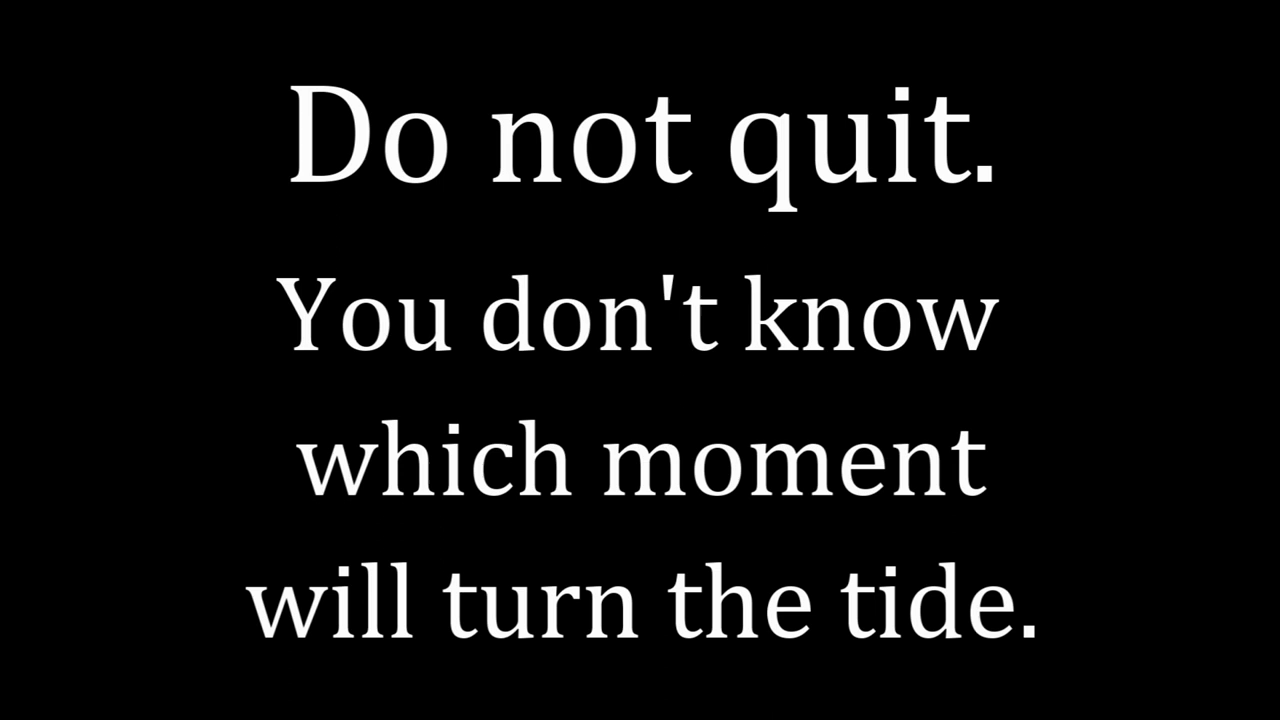 Do not quit.
You don't know
which moment
will turn the tide.